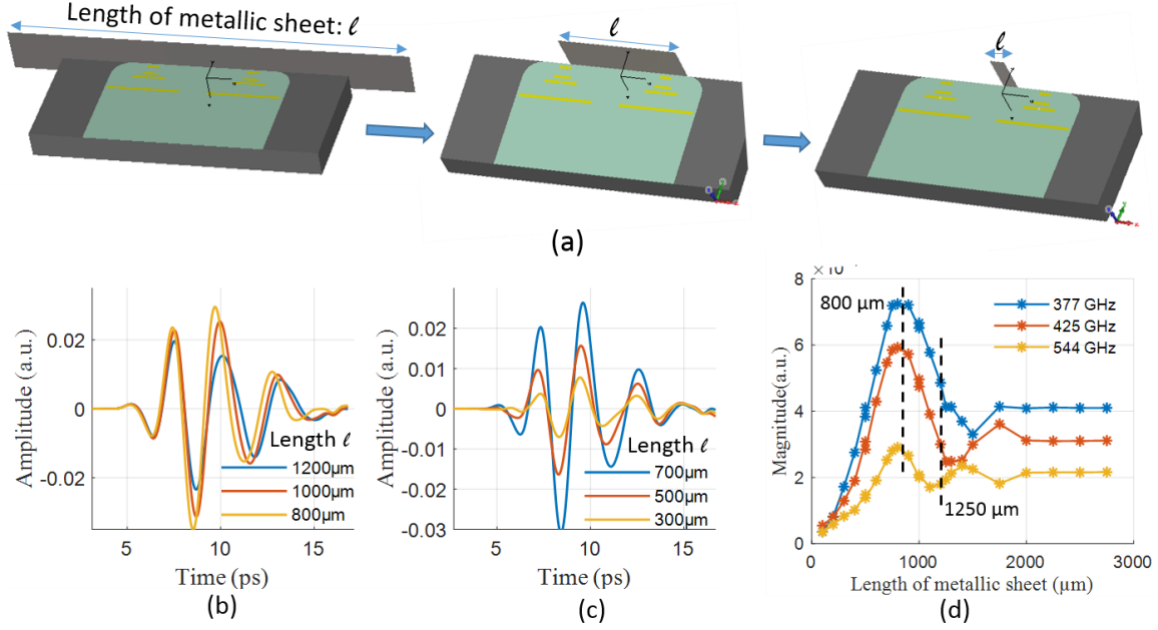 Length of metallic sheet: ℓ
ℓ
ℓ
(a)
Amplitude (a.u.)
0.02
0
-0.02
5
10
15
Time (ps)
Length ℓ
1200µm
1000µm
800µm
(b)
Amplitude (a.u.)
0.02
0.01
0
-0.01
-0.02
-0.03
5
10
15
Time (ps)
Length ℓ
700µm
500µm
300µm
(c)
Magnitude(a.u.)
8
6
4
2
0
0
1000
2000
3000
Length of metallic sheet (µm)
800 µm
1250 µm
377 GHz
425 GHz
544 GHz
(d)